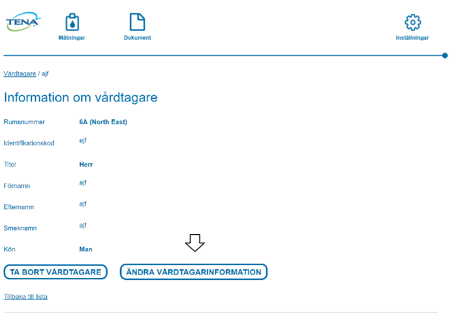 TENA
Mätningar
Dokument
Inställningar
Vårdtagare / ajf
Information om vårdtagare
Rumsnummer 6A (North East)
Identifikationskod ajf
Titel Herr
Förnamn ajf
Efternamn ajf
Smeknamn ajf
Kön Man
TA BORT VÅRDTAGARE
ÄNDRA VÅRDTAGARINFORMATION
Tillbaka till lista